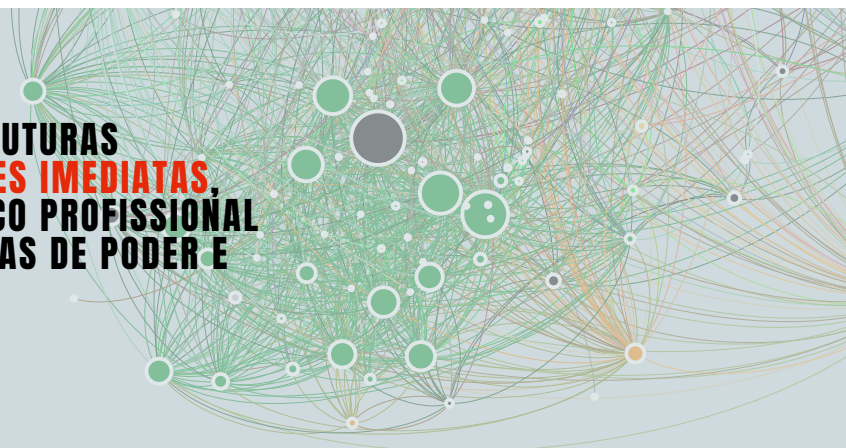 UTURAS
ES IMEDIATAS,
CO PROFISSIONAL
AS DE PODER E